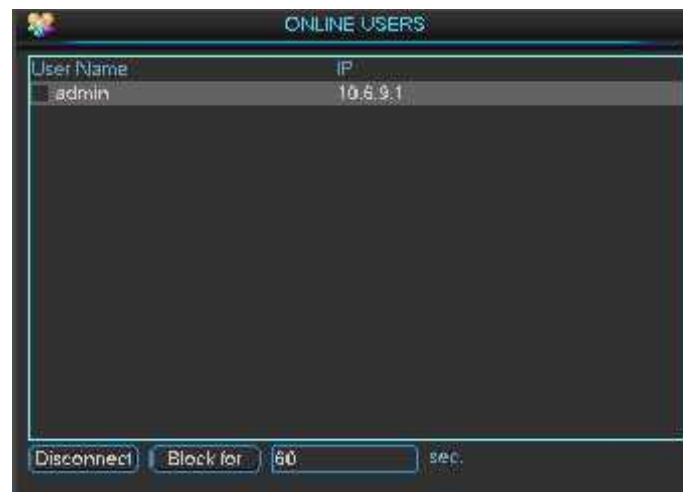 ONLINE USERS
User Name IP
admin 10.6.9.1
Disconnect Block for 60 sec.